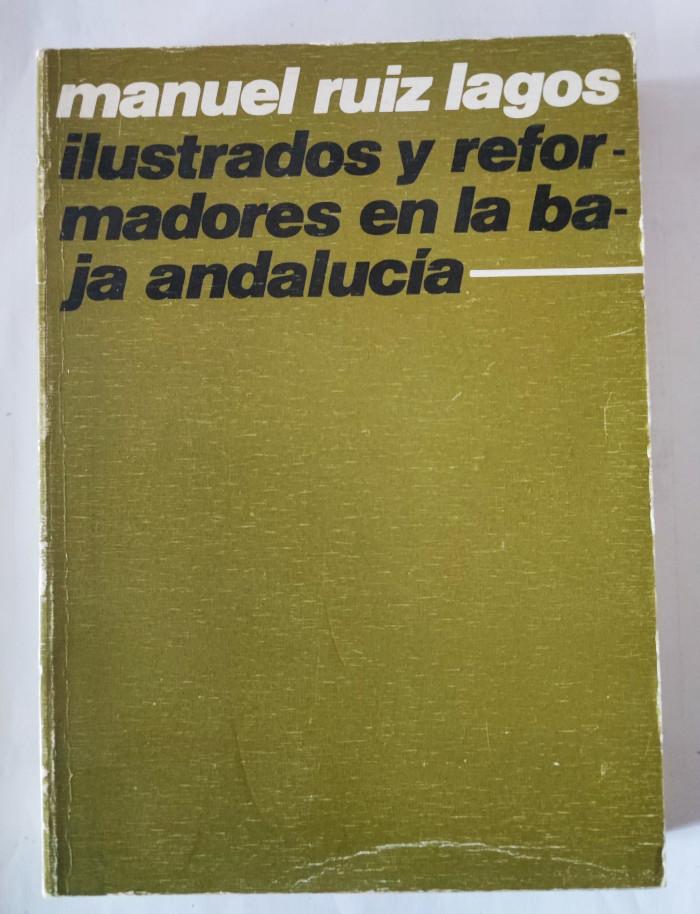 manuel ruiz lagos
ilustrados y refor-
madores en la ba-
ja andalucía